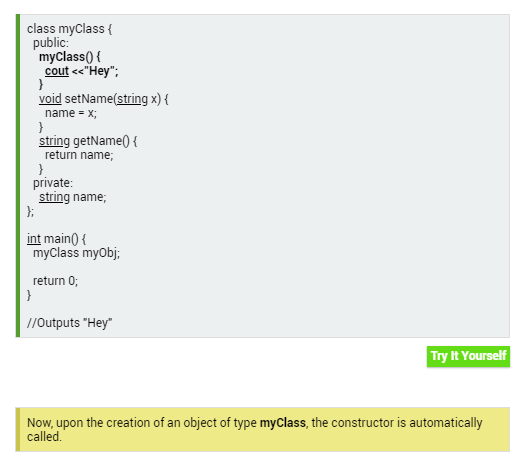 class myClass {
public:
myClass() {
cout <<"Hey";
}
void setName(string x) {
name = x;
}
string getName() {
return name;
}
private:
string name;
};
int main() {
myClass myObj;
return 0;
}
//Outputs "Hey"
Try It Yourself
Now, upon the creation of an object of type myClass, the constructor is automatically
called.